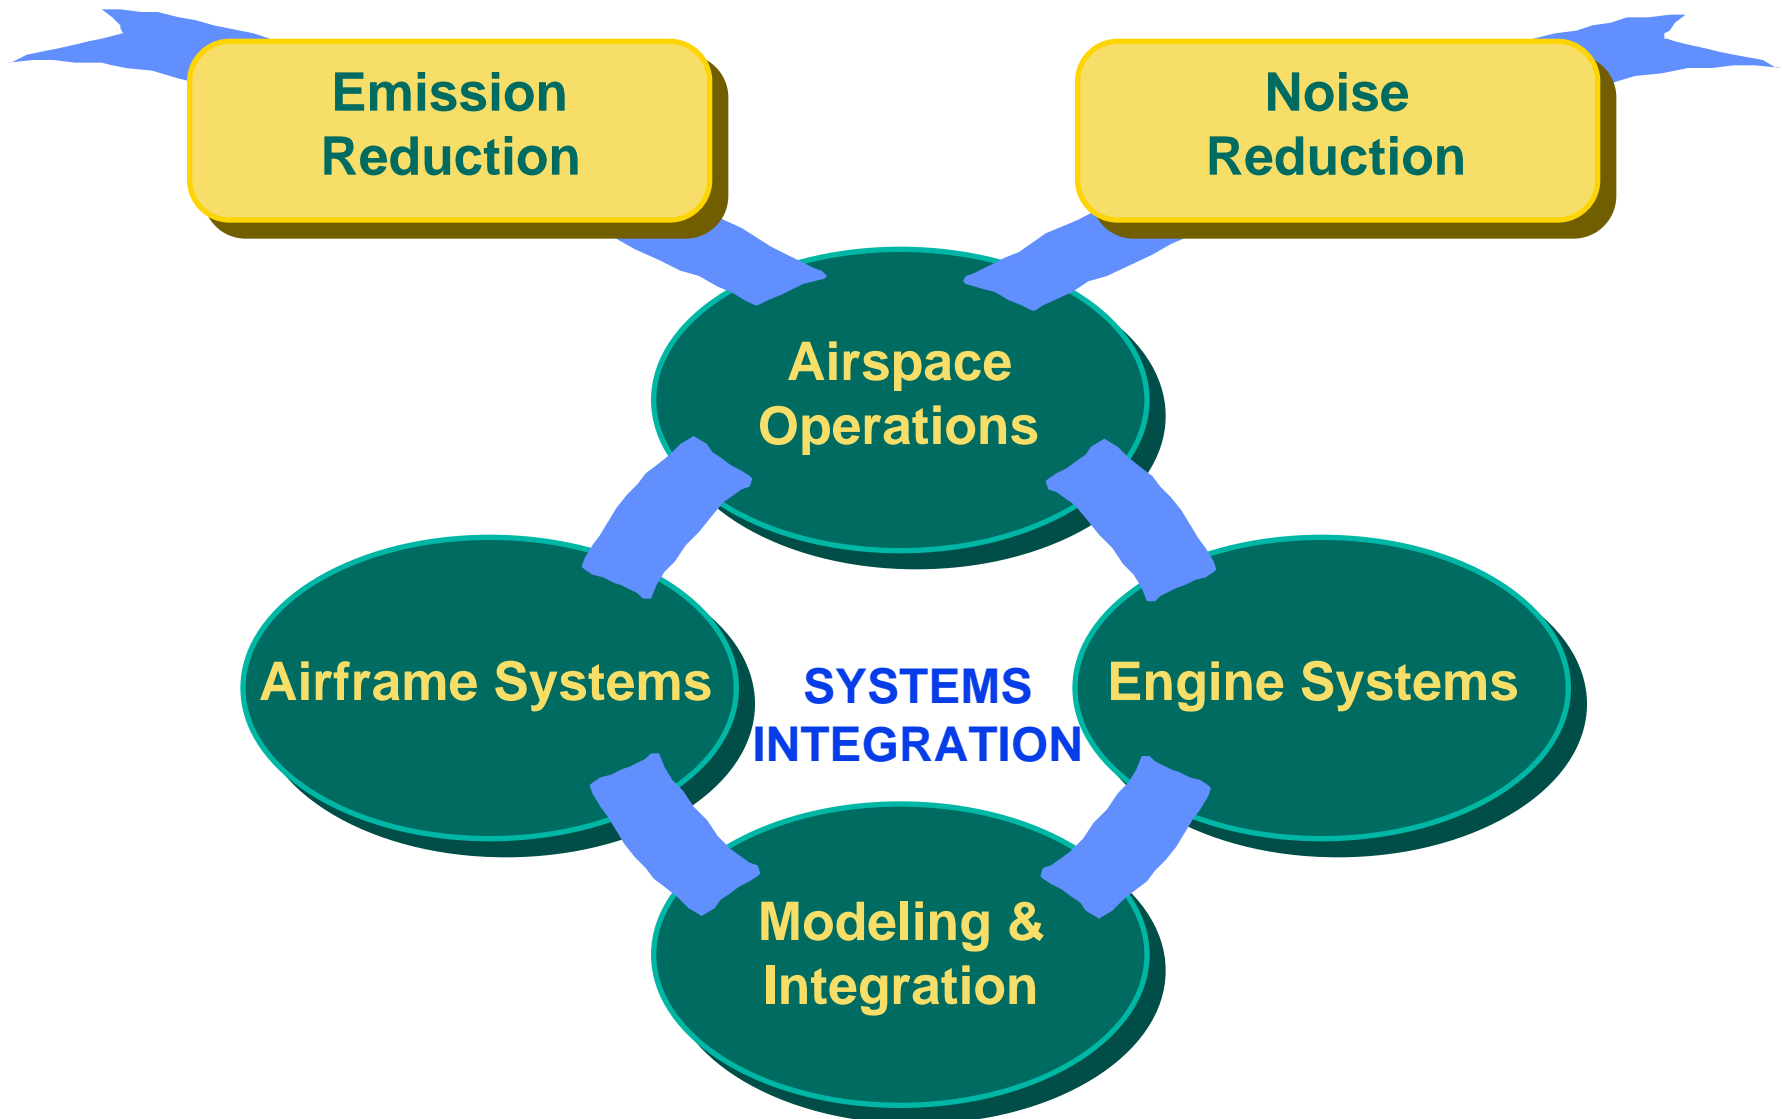 Emission
Reduction
Noise
Reduction
Airspace
Operations
Airframe Systems
SYSTEMS
INTEGRATION
Engine Systems
Modeling &
Integration